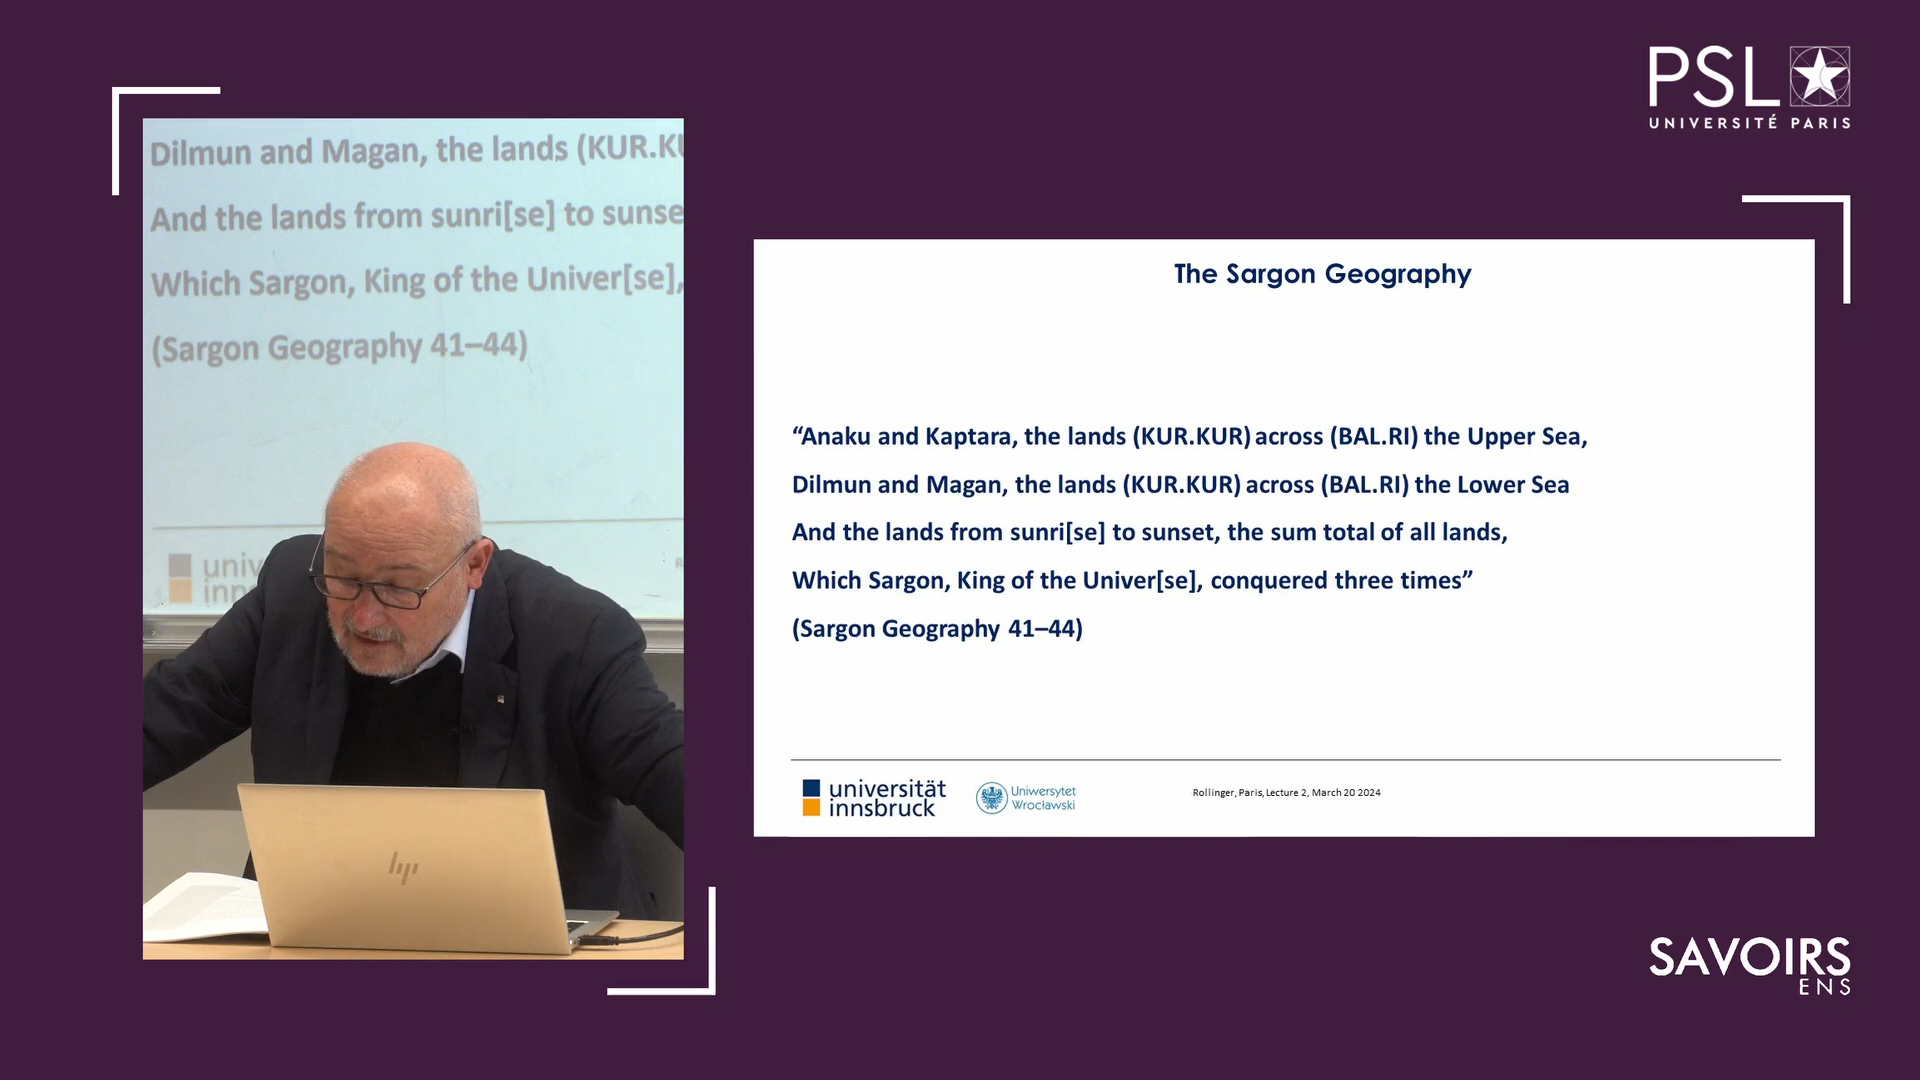 PSL
UNIVERSITÉ PARIS
Dilmun and Magan, the lands (KUR.KU
And the lands from sunri[se] to sunse
Which Sargon, King of the Univer[se],
(Sargon Geography 41–44)
univ
inn
hp
The Sargon Geography
“Anaku and Kaptara, the lands (KUR.KUR) across (BAL.RI) the Upper Sea,
Dilmun and Magan, the lands (KUR.KUR) across (BAL.RI) the Lower Sea
And the lands from sunri[se] to sunset, the sum total of all lands,
Which Sargon, King of the Univer[se], conquered three times”
(Sargon Geography 41–44)
universität
innsbruck
Uniwersytet
Wrocławski
Rollinger, Paris, Lecture 2, March 20 2024
SAVOIRS
ENS